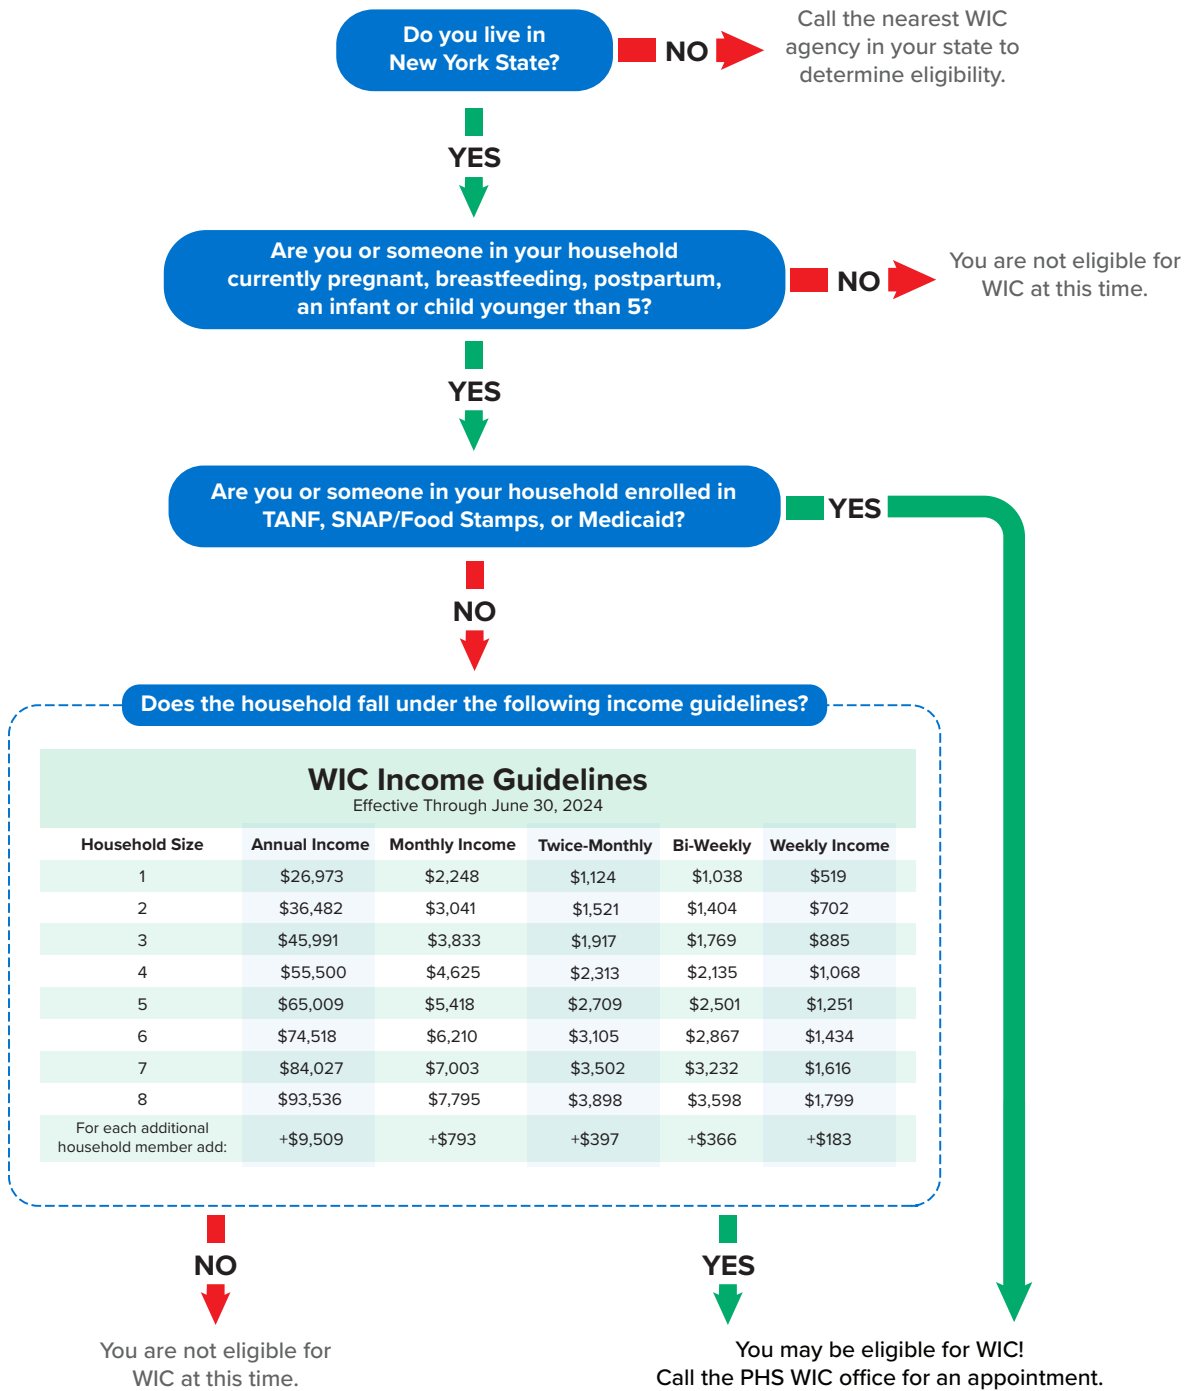 Do you live in
New York State?
NO
Call the nearest WIC
agency in your state to
determine eligibility.
YES
Are you or someone in your household
currently pregnant, breastfeeding, postpartum,
an infant or child younger than 5?
NO
You are not eligible for
WIC at this time.
YES
Are you or someone in your household enrolled in
TANF, SNAP/Food Stamps, or Medicaid?
YES
NO
Does the household fall under the following income guidelines?
WIC Income Guidelines
Effective Through June 30, 2024
Household Size Annual Income Monthly Income Twice-Monthly Bi-Weekly Weekly Income
1 $26,973 $2,248 $1,124 $1,038 $519
2 $36,482 $3,041 $1,521 $1,404 $702
3 $45,991 $3,833 $1,917 $1,769 $885
4 $55,500 $4,625 $2,313 $2,135 $1,068
5 $65,009 $5,418 $2,709 $2,501 $1,251
6 $74,518 $6,210 $3,105 $2,867 $1,434
7 $84,027 $7,003 $3,502 $3,232 $1,616
8 $93,536 $7,795 $3,898 $3,598 $1,799
For each additional
household member add: +$9,509 +$793 +$397 +$366 +$183
NO
You are not eligible for
WIC at this time.
YES
You may be eligible for WIC!
Call the PHS WIC office for an appointment.